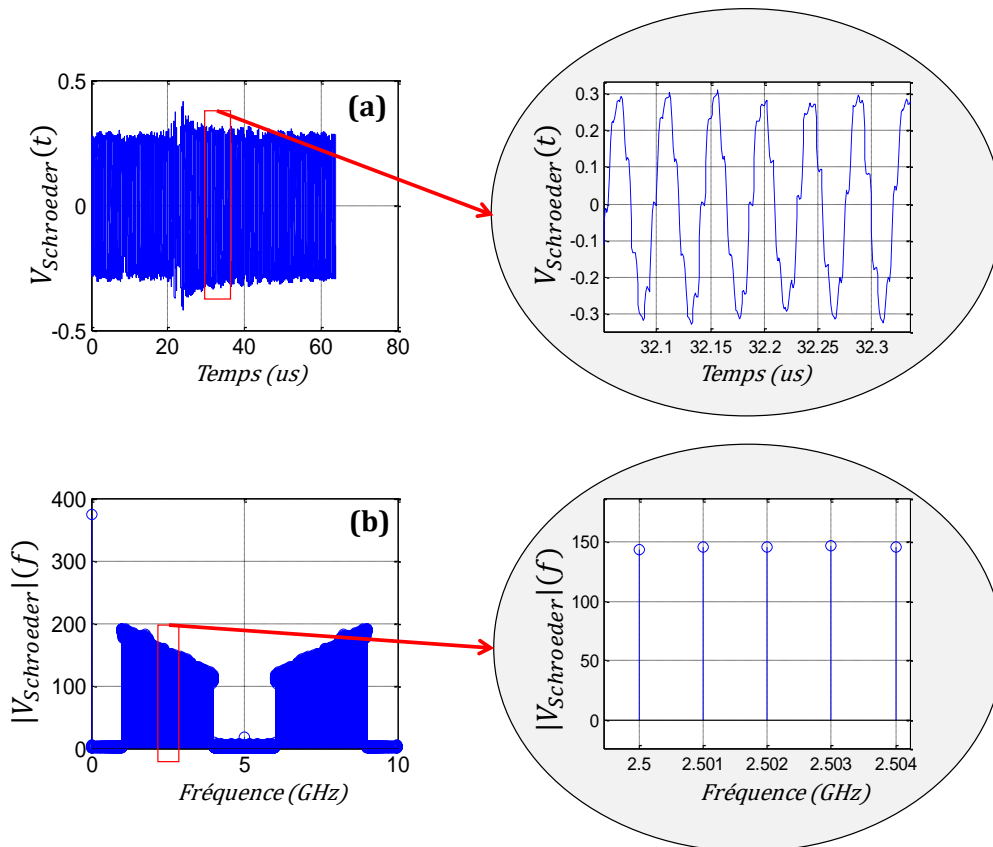 (a)
V_Schroeder(t)
0.5
0
-0.5
0 20 40 60 80
Temps (us)
V_Schroeder(t)
0.3
0.2
0.1
0
-0.1
-0.2
-0.3
32.1 32.15 32.2 32.25 32.3
Temps (us)
(b)
|V_Schroeder|(f)
400
300
200
100
0
0 5 10
Fréquence (GHz)
|V_Schroeder|(f)
150
100
50
0
2.5 2.501 2.502 2.503 2.504
Fréquence (GHz)